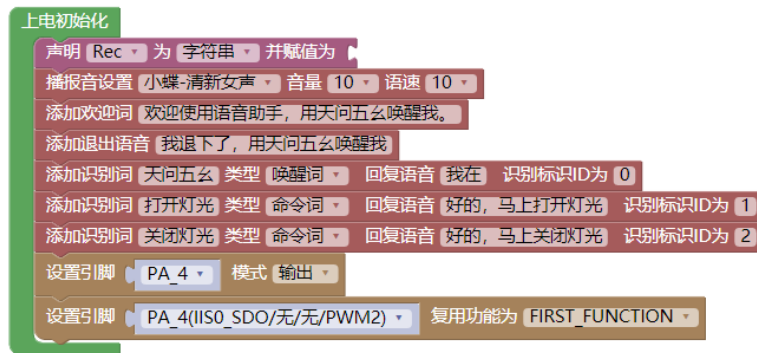 上电初始化
声明 Rec 为 字符串 并赋值为
播报音设置 小蝶-清新女声 音量 10 语速 10
添加欢迎词 欢迎使用语音助手，用天问五幺唤醒我。
添加退出语音 我退下了，用天问五幺唤醒我
添加识别词 天问五幺 类型 唤醒词 回复语音 我在 识别标识ID为 0
添加识别词 打开灯光 类型 命令词 回复语音 好的，马上打开灯光 识别标识ID为 1
添加识别词 关闭灯光 类型 命令词 回复语音 好的，马上关闭灯光 识别标识ID为 2
设置引脚 PA_4 模式 输出
设置引脚 PA_4(IIS0_SDO/无/无/PWM2) 复用功能为 FIRST_FUNCTION